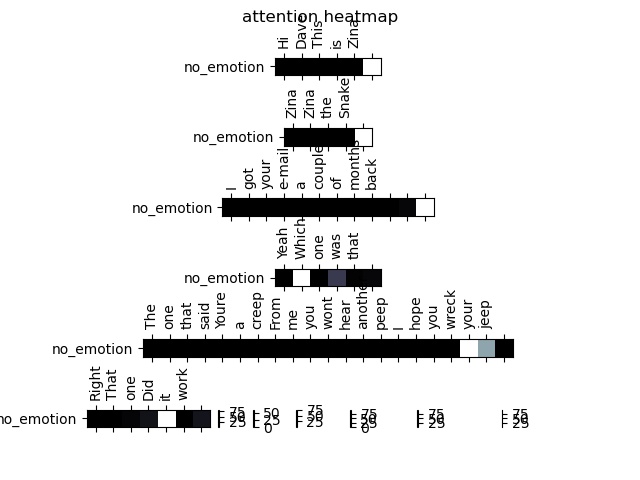 attention heatmap
Hi Dave This is Zina
no_emotion
Zina Zina the Snake
no_emotion
I got your e-mail a couple of months back
no_emotion
Yeah Which one was that
no_emotion
The one that said Youre a creep From me you wont hear another peep I hope you wreck your jeep
no_emotion
Right That one Did it work
no_emotion
75 50 75 75 75 75
50 25 50 50 50 50
25 0 25 25 25 25
0